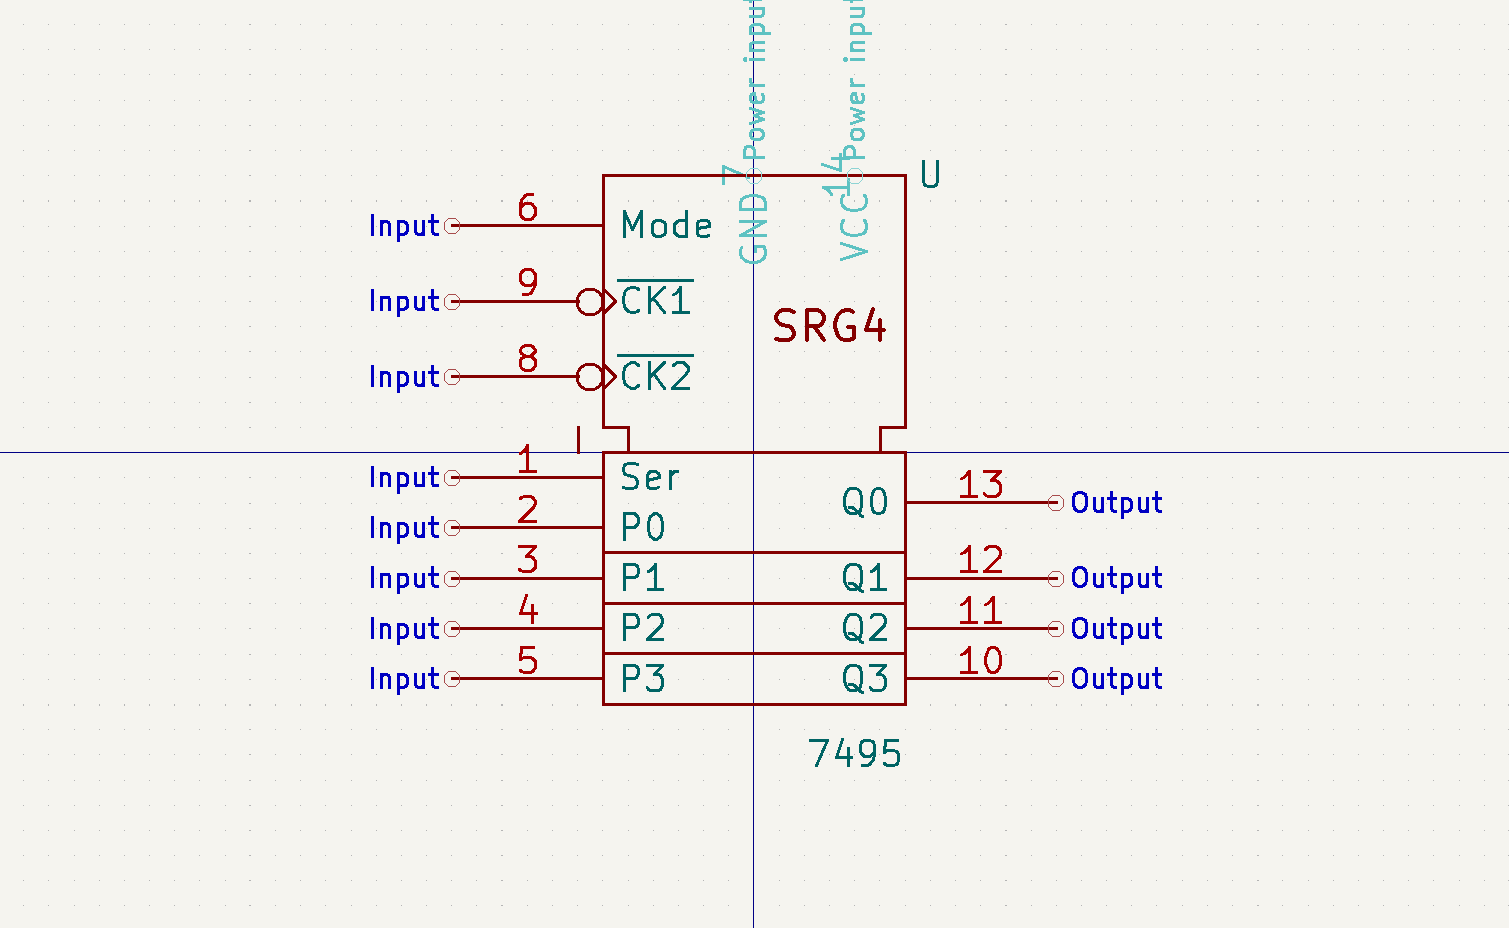 Power input
Power input
7
14
U
GND
VCC
Input 6 Mode
Input 9 CK1
SRG4
Input 8 CK2
Input 1 Ser
Q0 13 Output
Input 2 P0
Input 3 P1 Q1 12 Output
Input 4 P2 Q2 11 Output
Input 5 P3 Q3 10 Output
7495